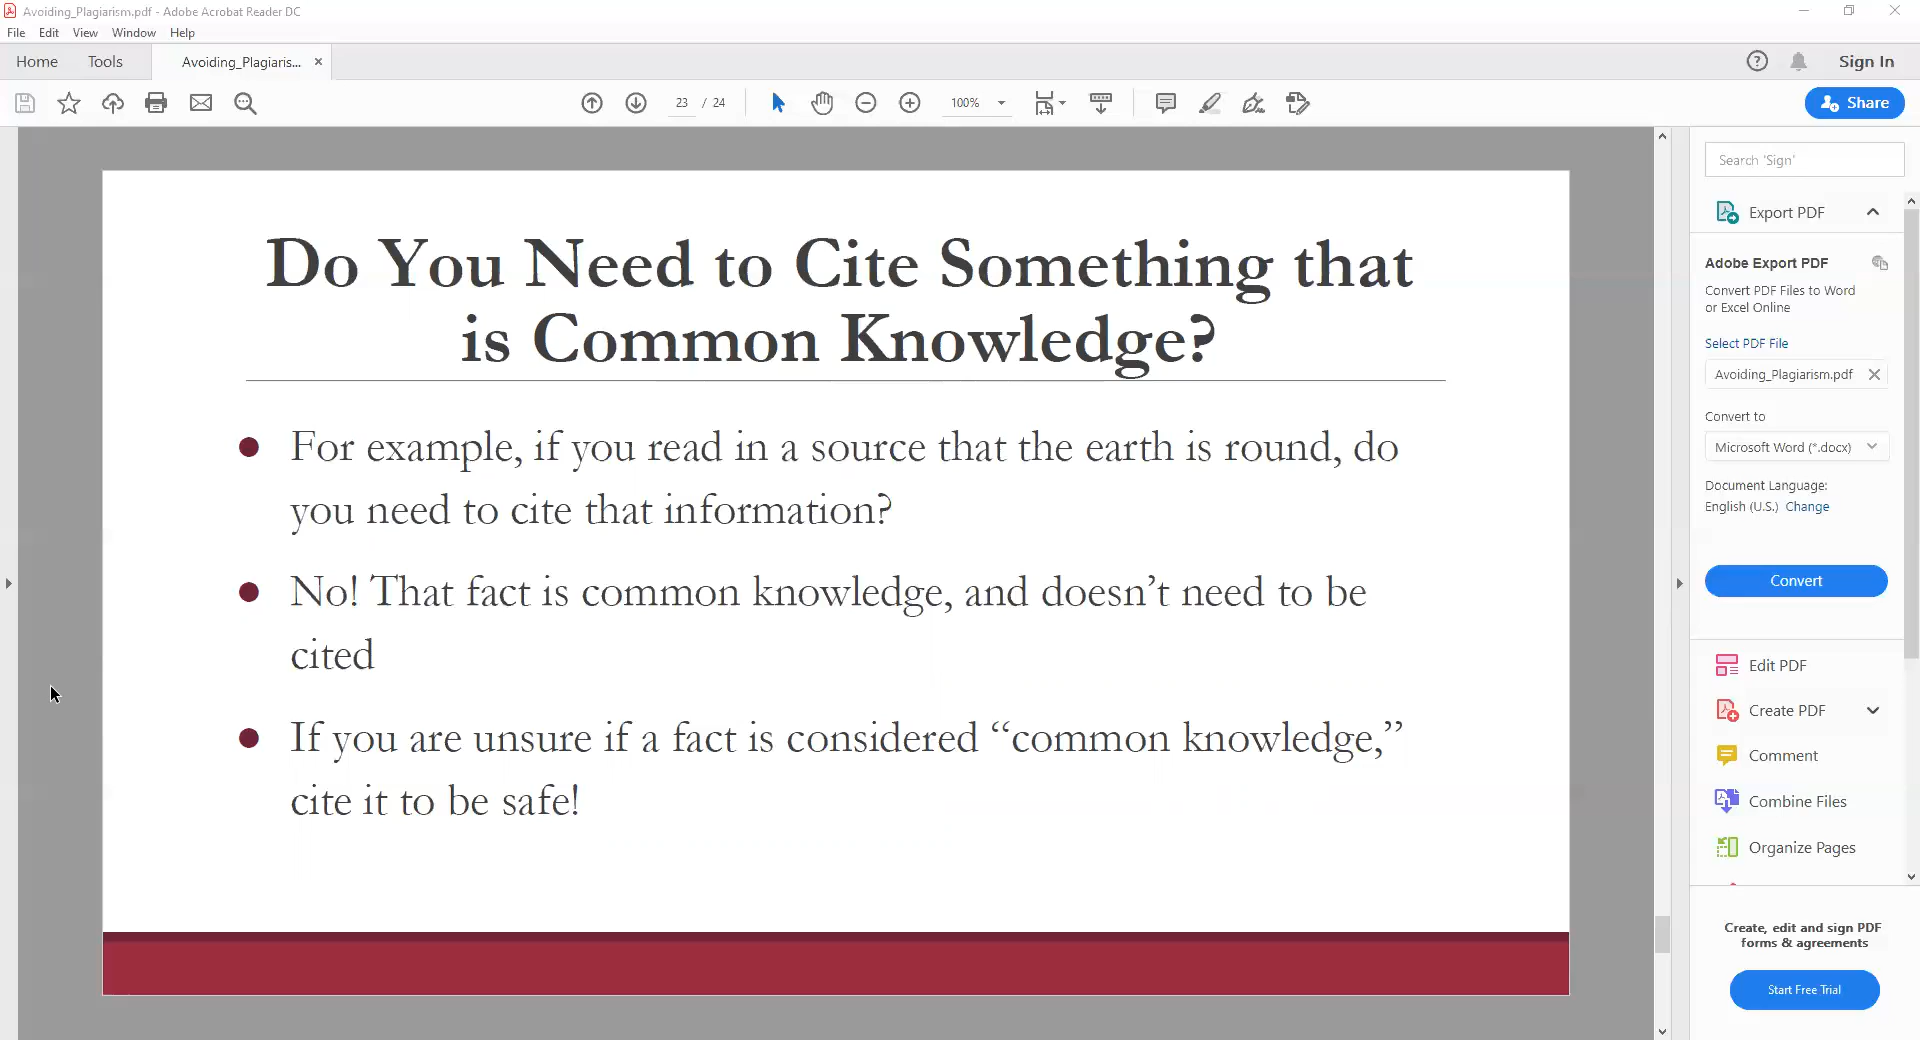 Avoiding_Plagiarism.pdf - Adobe Acrobat Reader DC
File Edit View Window Help
Home Tools Avoiding_Plagiaris... × Sign In
23 / 24 100% Share
Do You Need to Cite Something that
is Common Knowledge?
For example, if you read in a source that the earth is round, do
you need to cite that information?
No! That fact is common knowledge, and doesn’t need to be
cited
If you are unsure if a fact is considered “common knowledge,”
cite it to be safe!
Search 'Sign'
Export PDF
Adobe Export PDF
Convert PDF Files to Word
or Excel Online
Select PDF File
Avoiding_Plagiarism.pdf
Convert to
Microsoft Word (*.docx)
Document Language:
English (U.S.) Change
Convert
Edit PDF
Create PDF
Comment
Combine Files
Organize Pages
Create, edit and sign PDF
forms & agreements
Start Free Trial